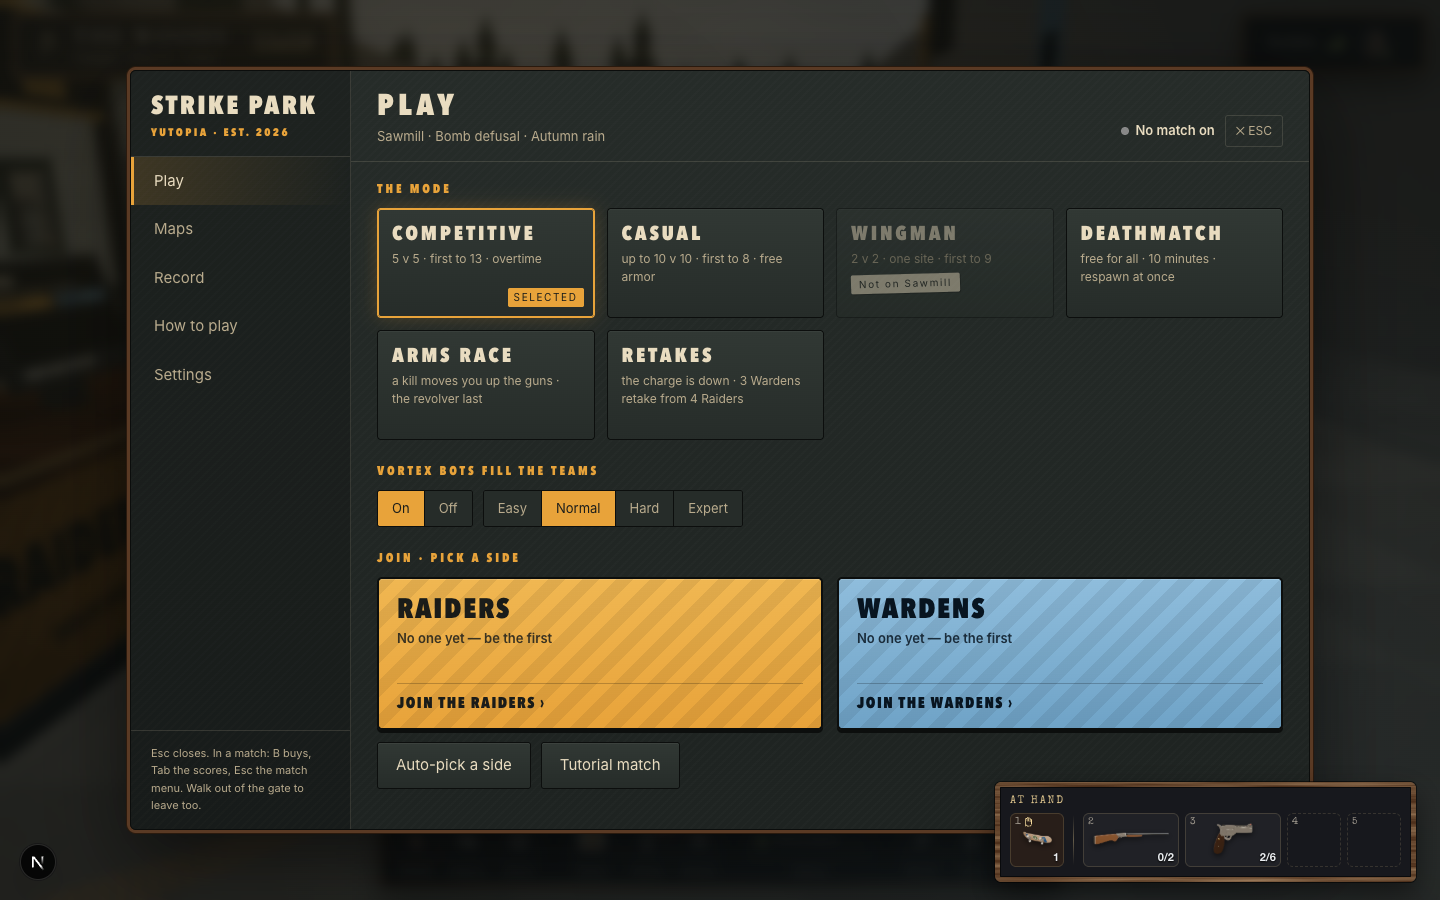 STRIKE PARK
YUTOPIA · EST. 2026
Play
Maps
Record
How to play
Settings
Esc closes. In a match: B buys,
Tab the scores, Esc the match
menu. Walk out of the gate to
leave too.
PLAY
Sawmill · Bomb defusal · Autumn rain
No match on
× ESC
THE MODE
COMPETITIVE
5 v 5 · first to 13 · overtime
SELECTED
CASUAL
up to 10 v 10 · first to 8 · free
armor
WINGMAN
2 v 2 · one site · first to 9
Not on Sawmill
DEATHMATCH
free for all · 10 minutes ·
respawn at once
ARMS RACE
a kill moves you up the guns ·
the revolver last
RETAKES
the charge is down · 3 Wardens
retake from 4 Raiders
VORTEX BOTS FILL THE TEAMS
On
Off
Easy
Normal
Hard
Expert
JOIN · PICK A SIDE
RAIDERS
No one yet — be the first
JOIN THE RAIDERS ›
WARDENS
No one yet — be the first
JOIN THE WARDENS ›
Auto-pick a side
Tutorial match
AT HAND
1
1
2
0/2
3
2/6
4
5
N